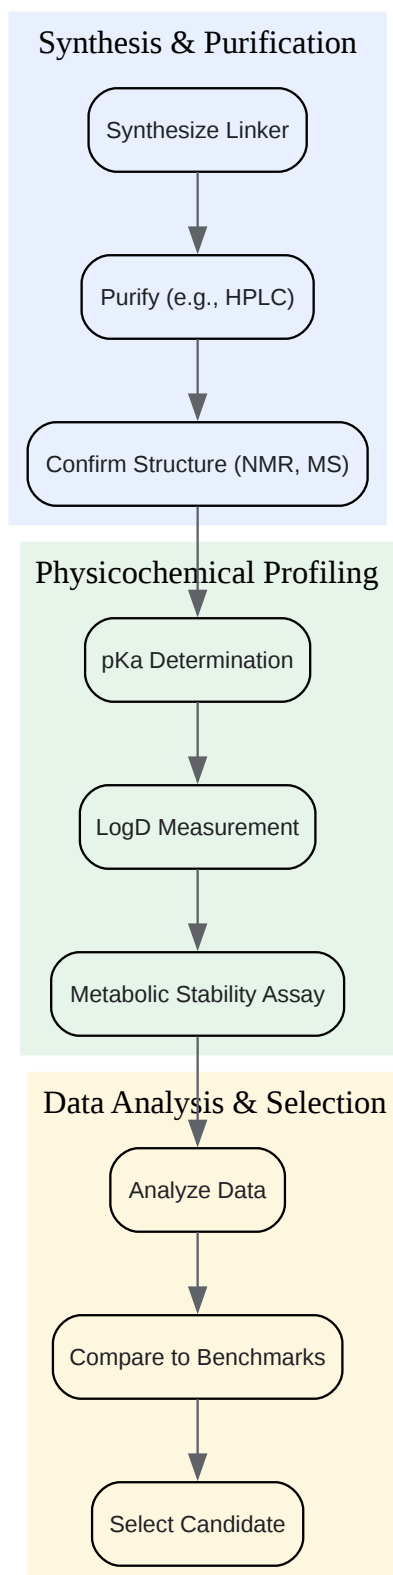 Synthesis & Purification
Synthesize Linker
Purify (e.g., HPLC)
Confirm Structure (NMR, MS)
Physicochemical Profiling
pKa Determination
LogD Measurement
Metabolic Stability Assay
Data Analysis & Selection
Analyze Data
Compare to Benchmarks
Select Candidate